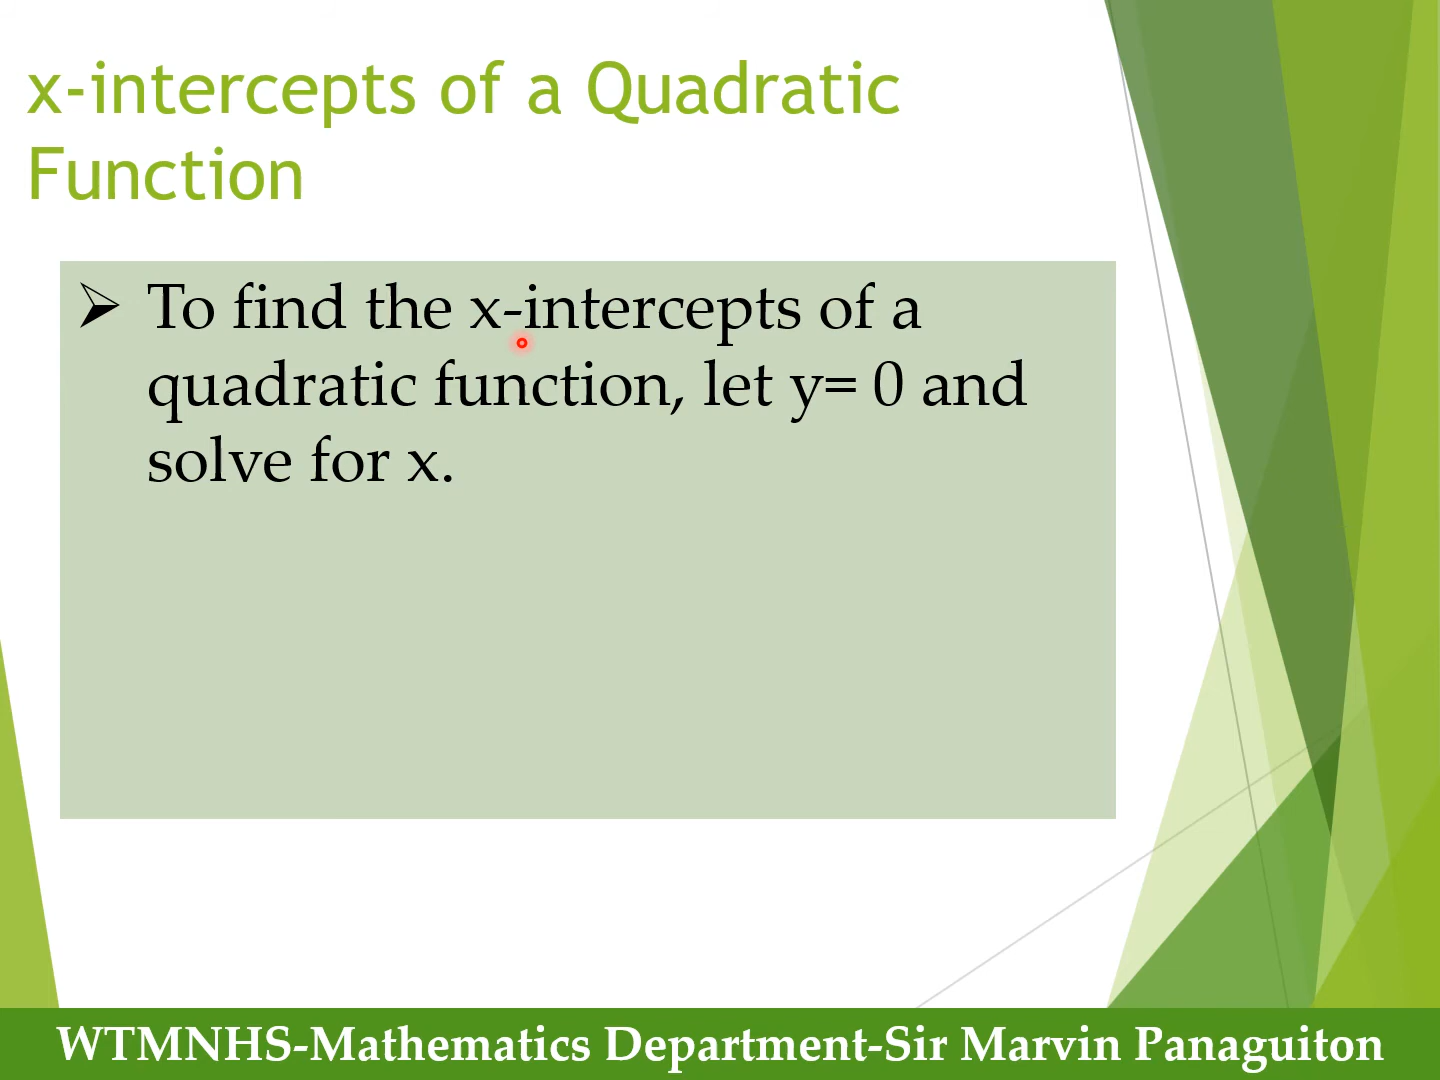 x-intercepts of a Quadratic
Function
➢ To find the x-intercepts of a
quadratic function, let y= 0 and
solve for x.
WTMNHS-Mathematics Department-Sir Marvin Panaguiton